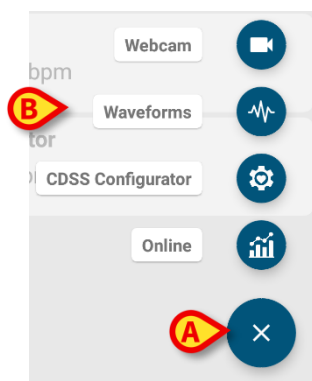 Webcam
bpm
B
Waveforms
tor
CDSS Configurator
Online
A